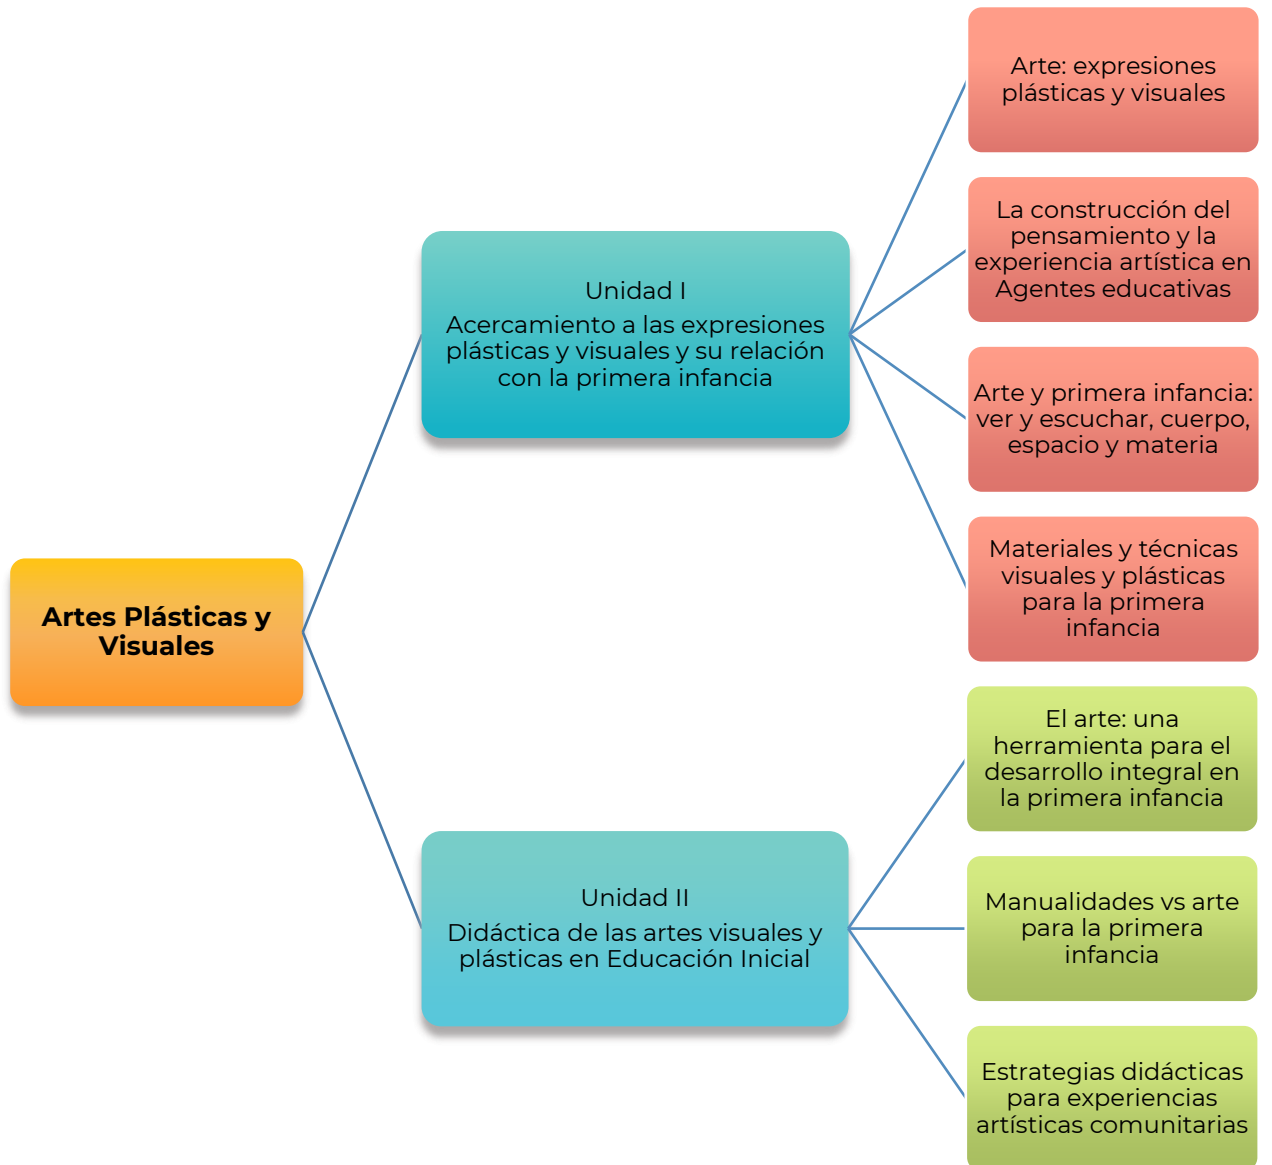 Artes Plásticas y
Visuales
Unidad I
Acercamiento a las expresiones
plásticas y visuales y su relación
con la primera infancia
Arte: expresiones
plásticas y visuales
La construcción del
pensamiento y la
experiencia artística en
Agentes educativas
Arte y primera infancia:
ver y escuchar, cuerpo,
espacio y materia
Materiales y técnicas
visuales y plásticas
para la primera
infancia
Unidad II
Didáctica de las artes visuales y
plásticas en Educación Inicial
El arte: una
herramienta para el
desarrollo integral en
la primera infancia
Manualidades vs arte
para la primera
infancia
Estrategias didácticas
para experiencias
artísticas comunitarias